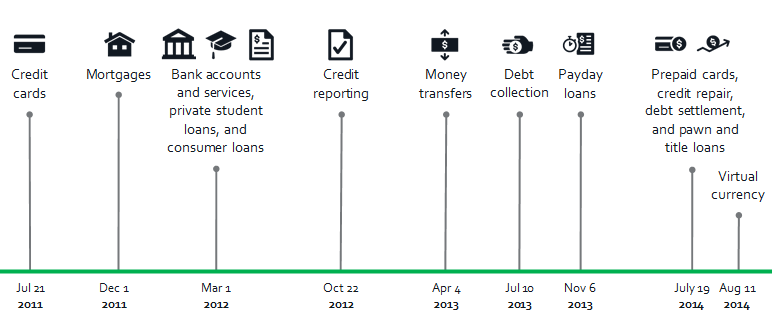 Credit
cards
Mortgages
Bank accounts
and services,
private student
loans, and
consumer loans
Credit
reporting
Money
transfers
Debt
collection
Payday
loans
Prepaid cards,
credit repair,
debt settlement,
and pawn and
title loans
Virtual
currency
Jul 21
2011
Dec 1
2011
Mar 1
2012
Oct 22
2012
Apr 4
2013
Jul 10
2013
Nov 6
2013
July 19
2014
Aug 11
2014